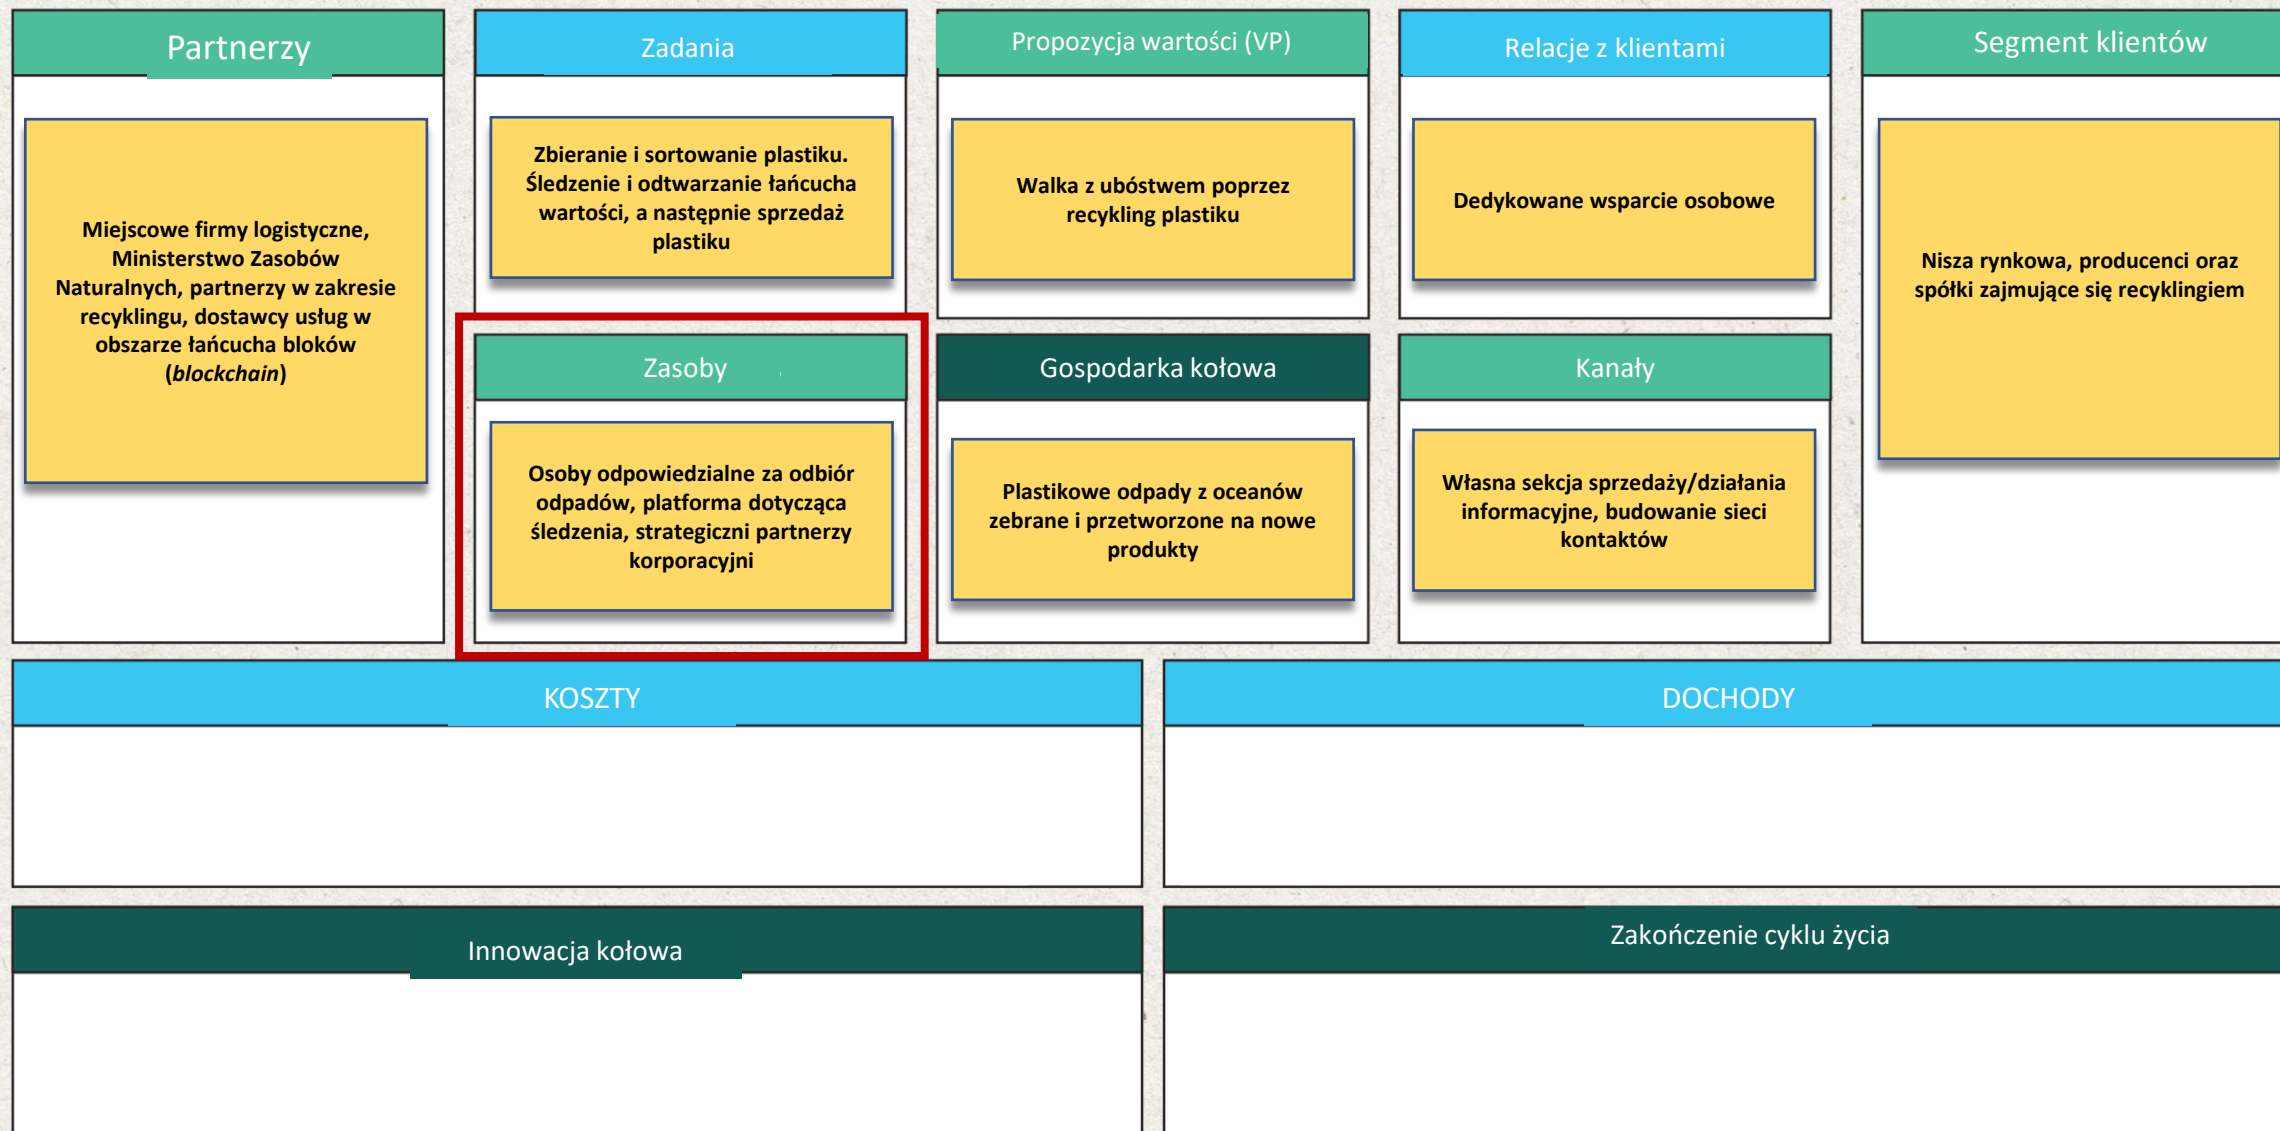 Partnerzy
Miejscowe firmy logistyczne,
Ministerstwo Zasobów
Naturalnych, partnerzy w zakresie
recyklingu, dostawcy usług w
obszarze łańcucha bloków
(blockchain)
Zadania
Zbieranie i sortowanie plastiku.
Śledzenie i odtwarzanie łańcucha
wartości, a następnie sprzedaż
plastiku
Zasoby
Osoby odpowiedzialne za odbiór
odpadów, platforma dotycząca
śledzenia, strategiczni partnerzy
korporacyjni
Propozycja wartości (VP)
Walka z ubóstwem poprzez
recykling plastiku
Gospodarka kołowa
Plastikowe odpady z oceanów
zebrane i przetworzone na nowe
produkty
Relacje z klientami
Dedykowane wsparcie osobowe
Kanały
Własna sekcja sprzedaży/działania
informacyjne, budowanie sieci
kontaktów
Segment klientów
Nisza rynkowa, producenci oraz
spółki zajmujące się recyklingiem
KOSZTY
DOCHODY
Innowacja kołowa
Zakończenie cyklu życia